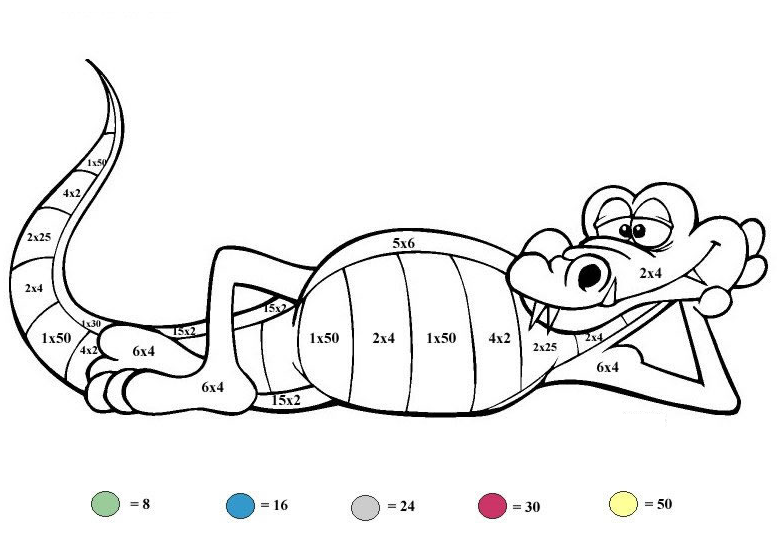 1x50
4x2
2x25
2x4
1x50
4x2
1x30
6x4
15x2
15x2
6x4
15x2
5x6
1x50
2x4
1x50
4x2
2x25
2x4
6x4
2x4
= 8
= 16
= 24
= 30
= 50